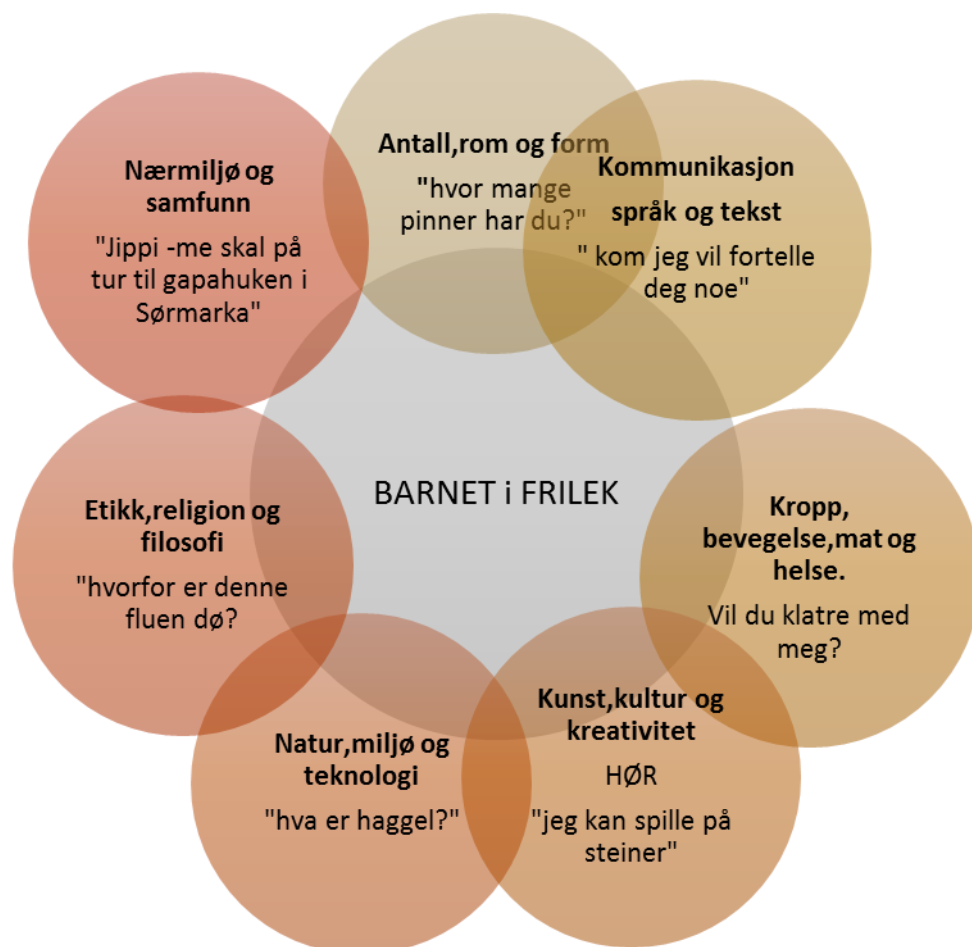 Antall,rom og form
"hvor mange
pinner har du?"
Kommunikasjon
språk og tekst
" kom jeg vil fortelle
deg noe"
Kropp,
bevegelse,mat og
helse.
Vil du klatre med
meg?
Kunst,kultur og
kreativitet
HØR
"jeg kan spille på
steiner"
Natur,miljø og
teknologi
"hva er haggel?"
Etikk,religion og
filosofi
"hvorfor er denne
fluen dø?
Nærmiljø og
samfunn
"Jippi -me skal på
tur til gapahuken i
Sørmarka"
BARNET i FRILEK